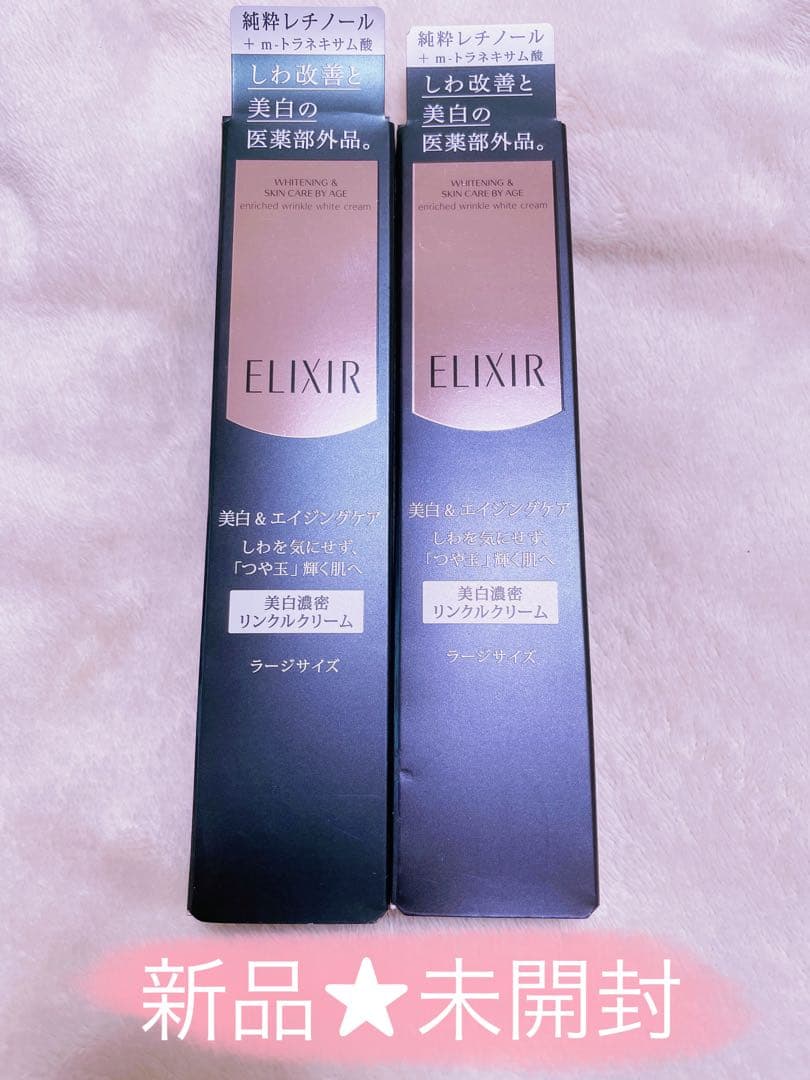 純粋レチノール
+ m-トラネキサム酸
しわ改善と
美白の
医薬部外品。
WHITENING &
SKIN CARE BY AGE
enriched wrinkle white cream
ELIXIR
美白&エイジングケア
しわを気にせず、
「つや玉」輝く肌へ
美白濃密
リンクルクリーム
ラージサイズ
純粋レチノール
+ m-トラネキサム酸
しわ改善と
美白の
医薬部外品。
WHITENING &
SKIN CARE BY AGE
enriched wrinkle white cream
ELIXIR
美白&エイジングケア
しわを気にせず、
「つや玉」輝く肌へ
美白濃密
リンクルクリーム
ラージサイズ
新品★未開封